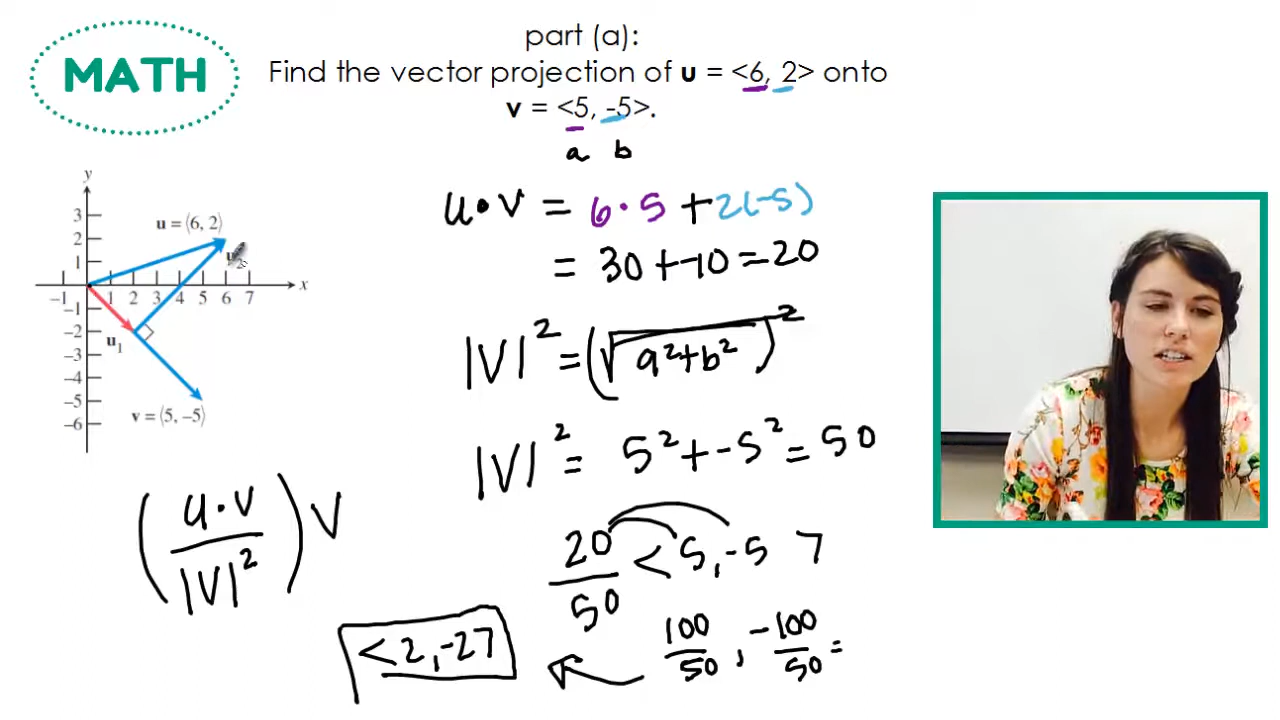 MATH
part (a):
Find the vector projection of u = <6, 2> onto
v = <5, -5>.
a b
u•v = 6•5 + 2(-5)
= 30 + -10 = 20
|V|² = (√a²+b²)²
|V|² = 5² + -5² = 50
20/50 <5, -5>
100/50, -100/50 =
<2, -2>
(u•v/|V|²)V
y
3
2
1
-1 1 2 3 4 5 6 7 x
-1
-2
-3
-4
-5
-6
u = ⟨6, 2⟩
u₁
v = ⟨5, -5⟩